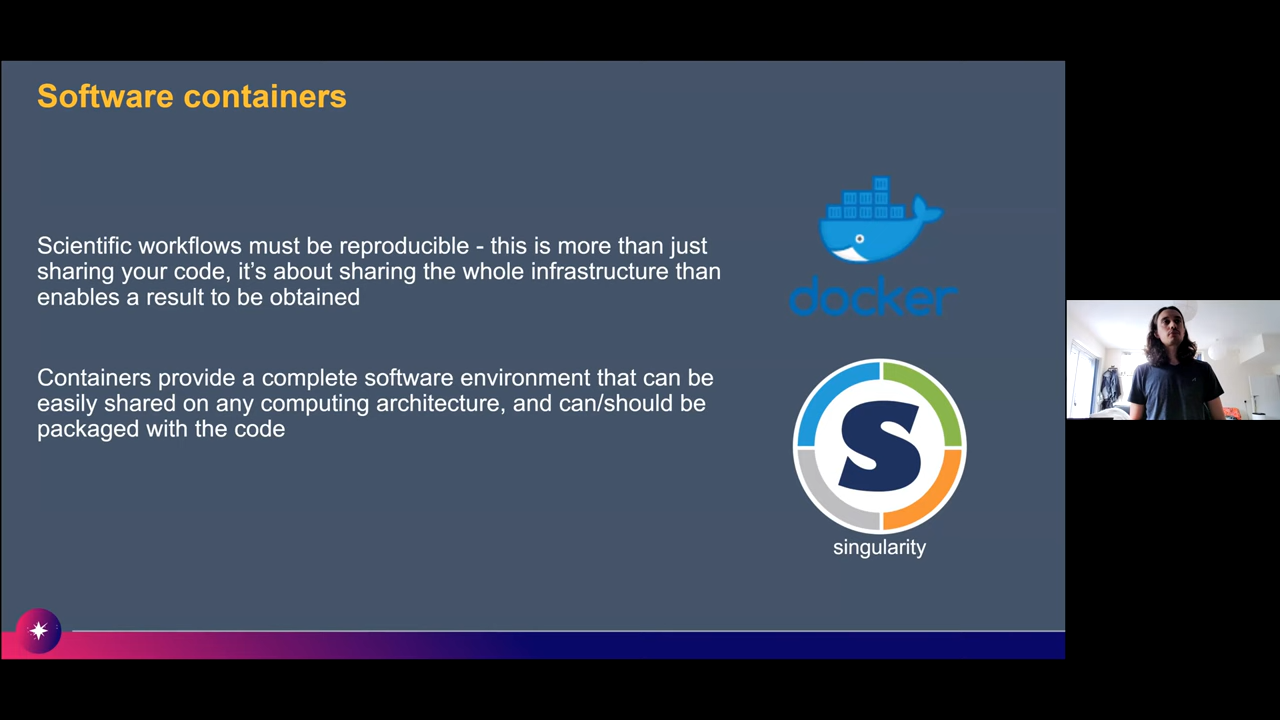 Software containers
Scientific workflows must be reproducible - this is more than just
sharing your code, it's about sharing the whole infrastructure than
enables a result to be obtained
Containers provide a complete software environment that can be
easily shared on any computing architecture, and can/should be
packaged with the code
docker
S
singularity